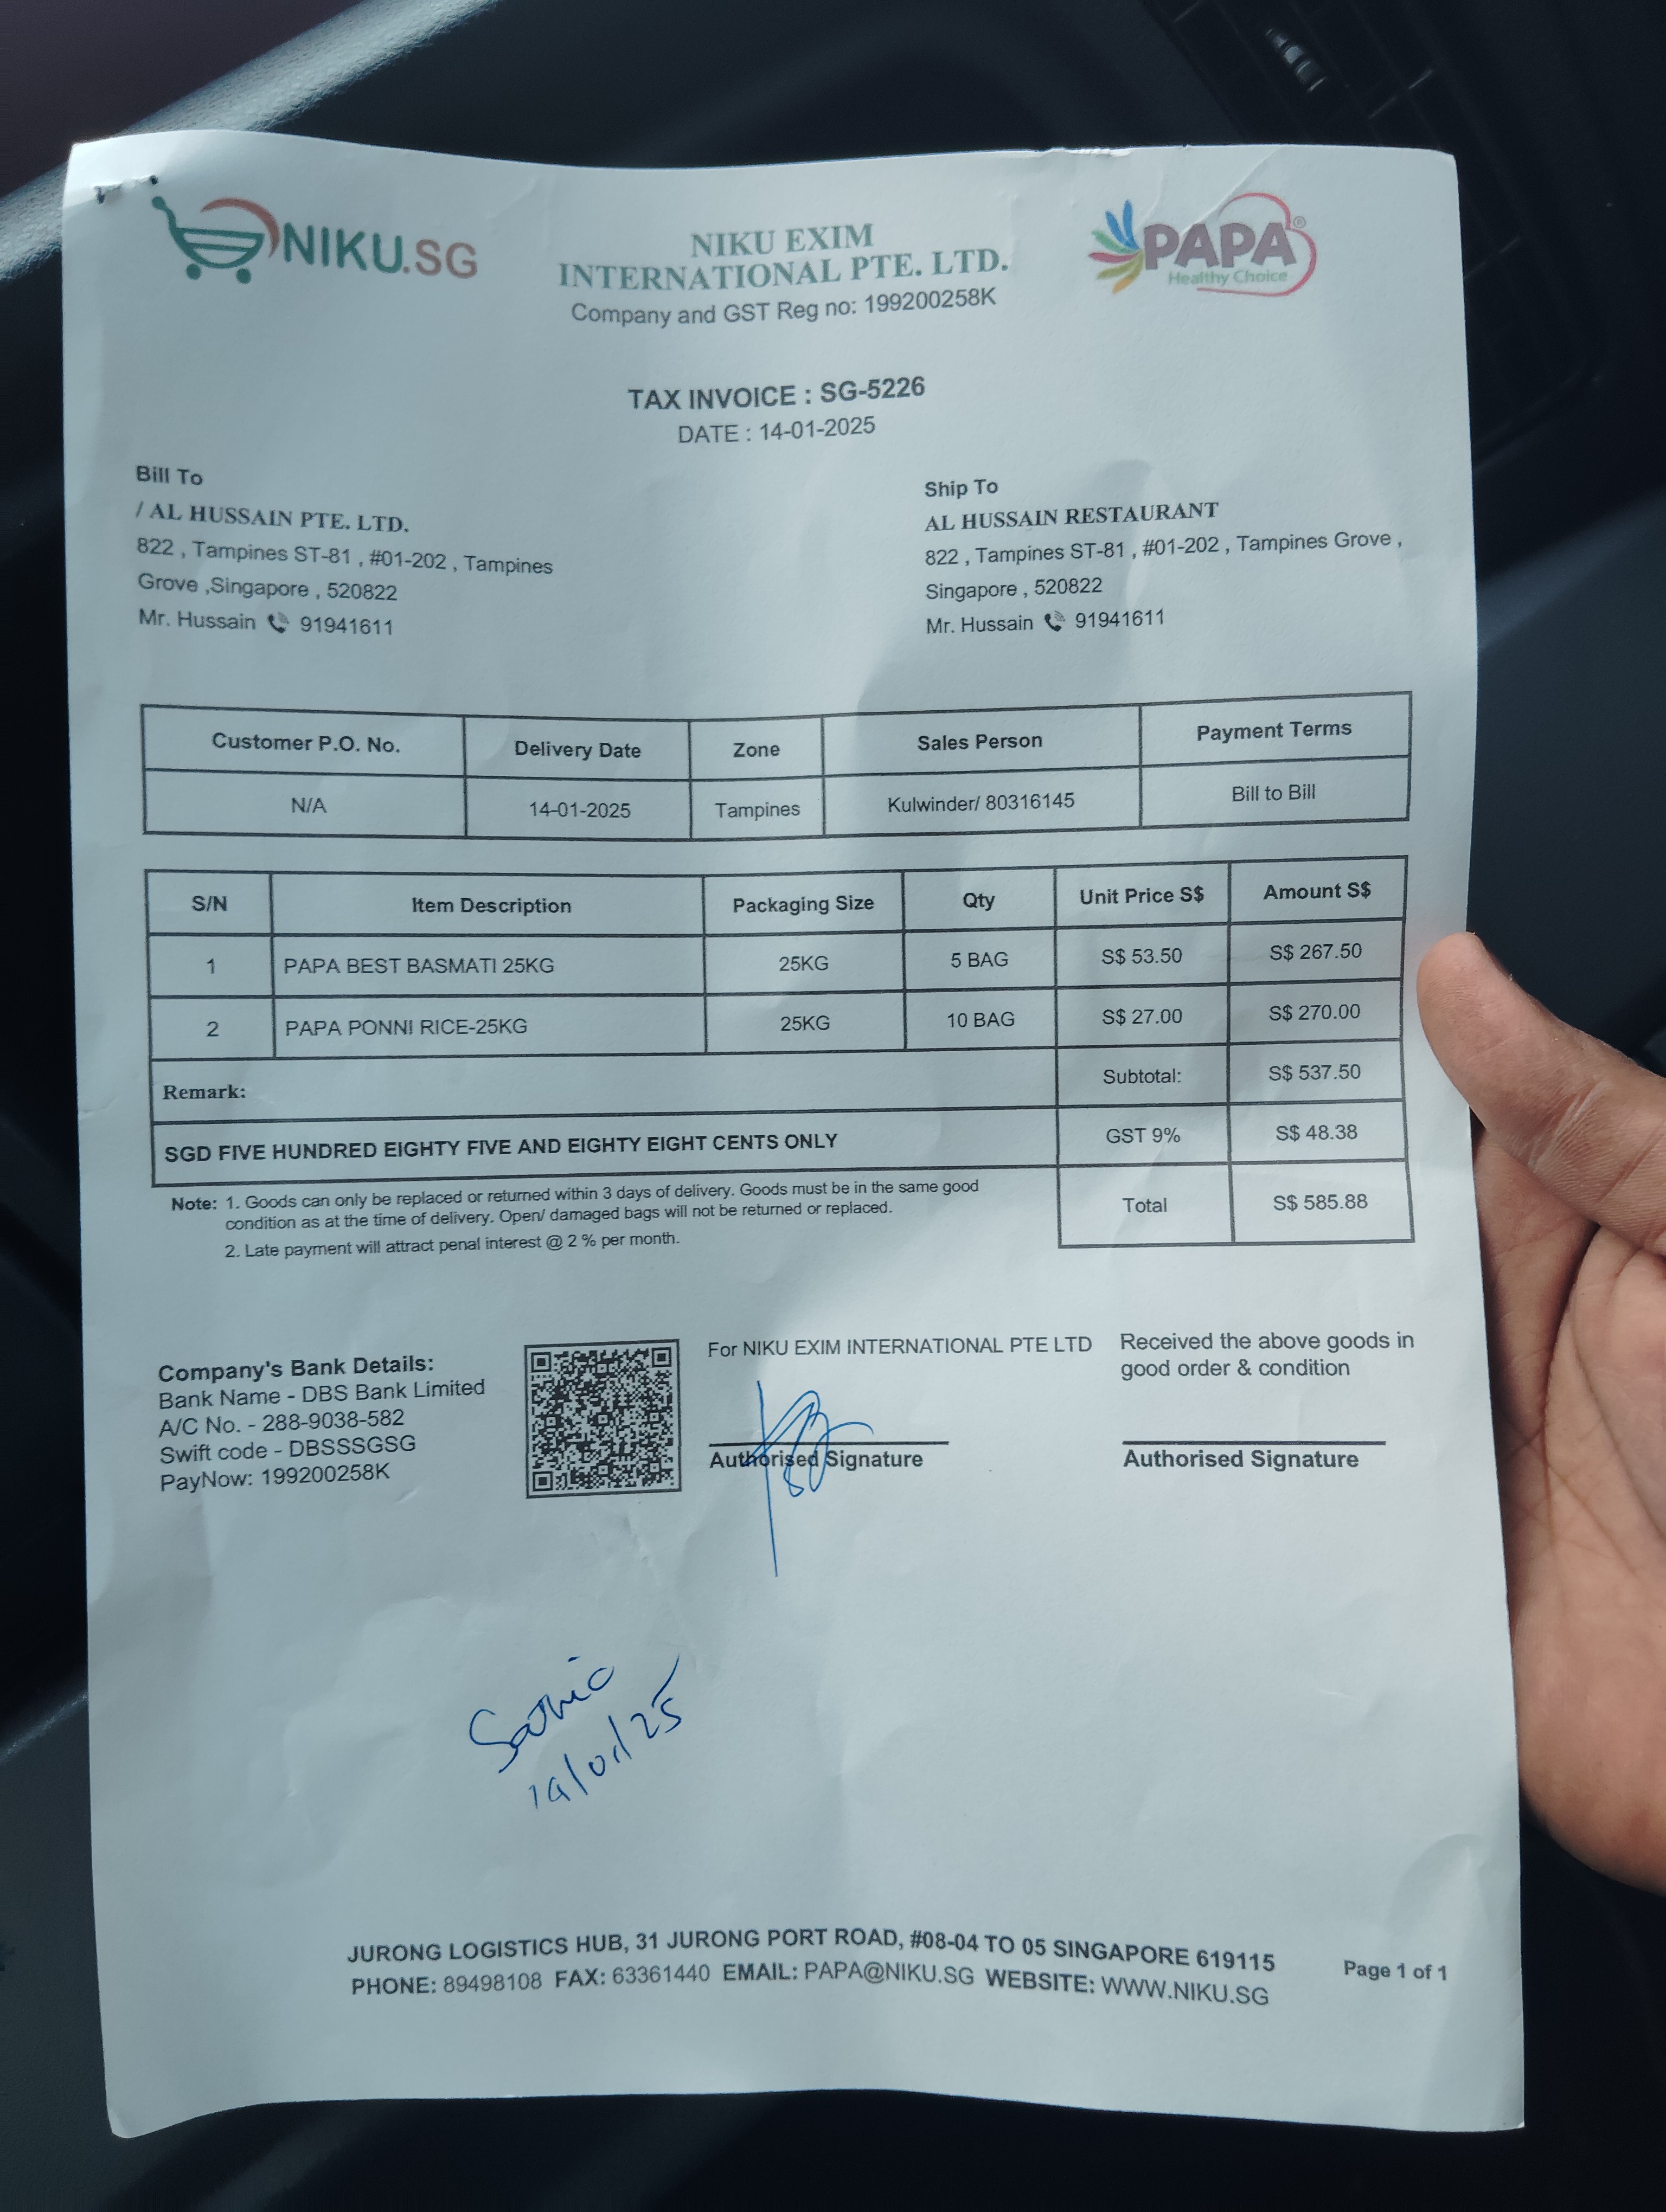 NIKU.SG
NIKU EXIM
INTERNATIONAL PTE. LTD.
Company and GST Reg no: 199200258K
PAPA®
Healthy Choice
TAX INVOICE : SG-5226
DATE : 14-01-2025
Bill To
/ AL HUSSAIN PTE. LTD.
822 , Tampines ST-81 , #01-202 , Tampines
Grove ,Singapore , 520822
Mr. Hussain 91941611
Ship To
AL HUSSAIN RESTAURANT
822 , Tampines ST-81 , #01-202 , Tampines Grove ,
Singapore , 520822
Mr. Hussain 91941611
Customer P.O. No. Delivery Date Zone Sales Person Payment Terms
N/A 14-01-2025 Tampines Kulwinder/ 80316145 Bill to Bill
S/N Item Description Packaging Size Qty Unit Price S$ Amount S$
1 PAPA BEST BASMATI 25KG 25KG 5 BAG S$ 53.50 S$ 267.50
2 PAPA PONNI RICE-25KG 25KG 10 BAG S$ 27.00 S$ 270.00
Remark: Subtotal: S$ 537.50
SGD FIVE HUNDRED EIGHTY FIVE AND EIGHTY EIGHT CENTS ONLY GST 9% S$ 48.38
Total S$ 585.88
Note: 1. Goods can only be replaced or returned within 3 days of delivery. Goods must be in the same good
condition as at the time of delivery. Open/ damaged bags will not be returned or replaced.
2. Late payment will attract penal interest @ 2 % per month.
Company's Bank Details:
Bank Name - DBS Bank Limited
A/C No. - 288-9038-582
Swift code - DBSSSGSG
PayNow: 199200258K
For NIKU EXIM INTERNATIONAL PTE LTD
Authorised Signature
Received the above goods in
good order & condition
Authorised Signature
JURONG LOGISTICS HUB, 31 JURONG PORT ROAD, #08-04 TO 05 SINGAPORE 619115
PHONE: 89498108 FAX: 63361440 EMAIL: PAPA@NIKU.SG WEBSITE: WWW.NIKU.SG
Page 1 of 1